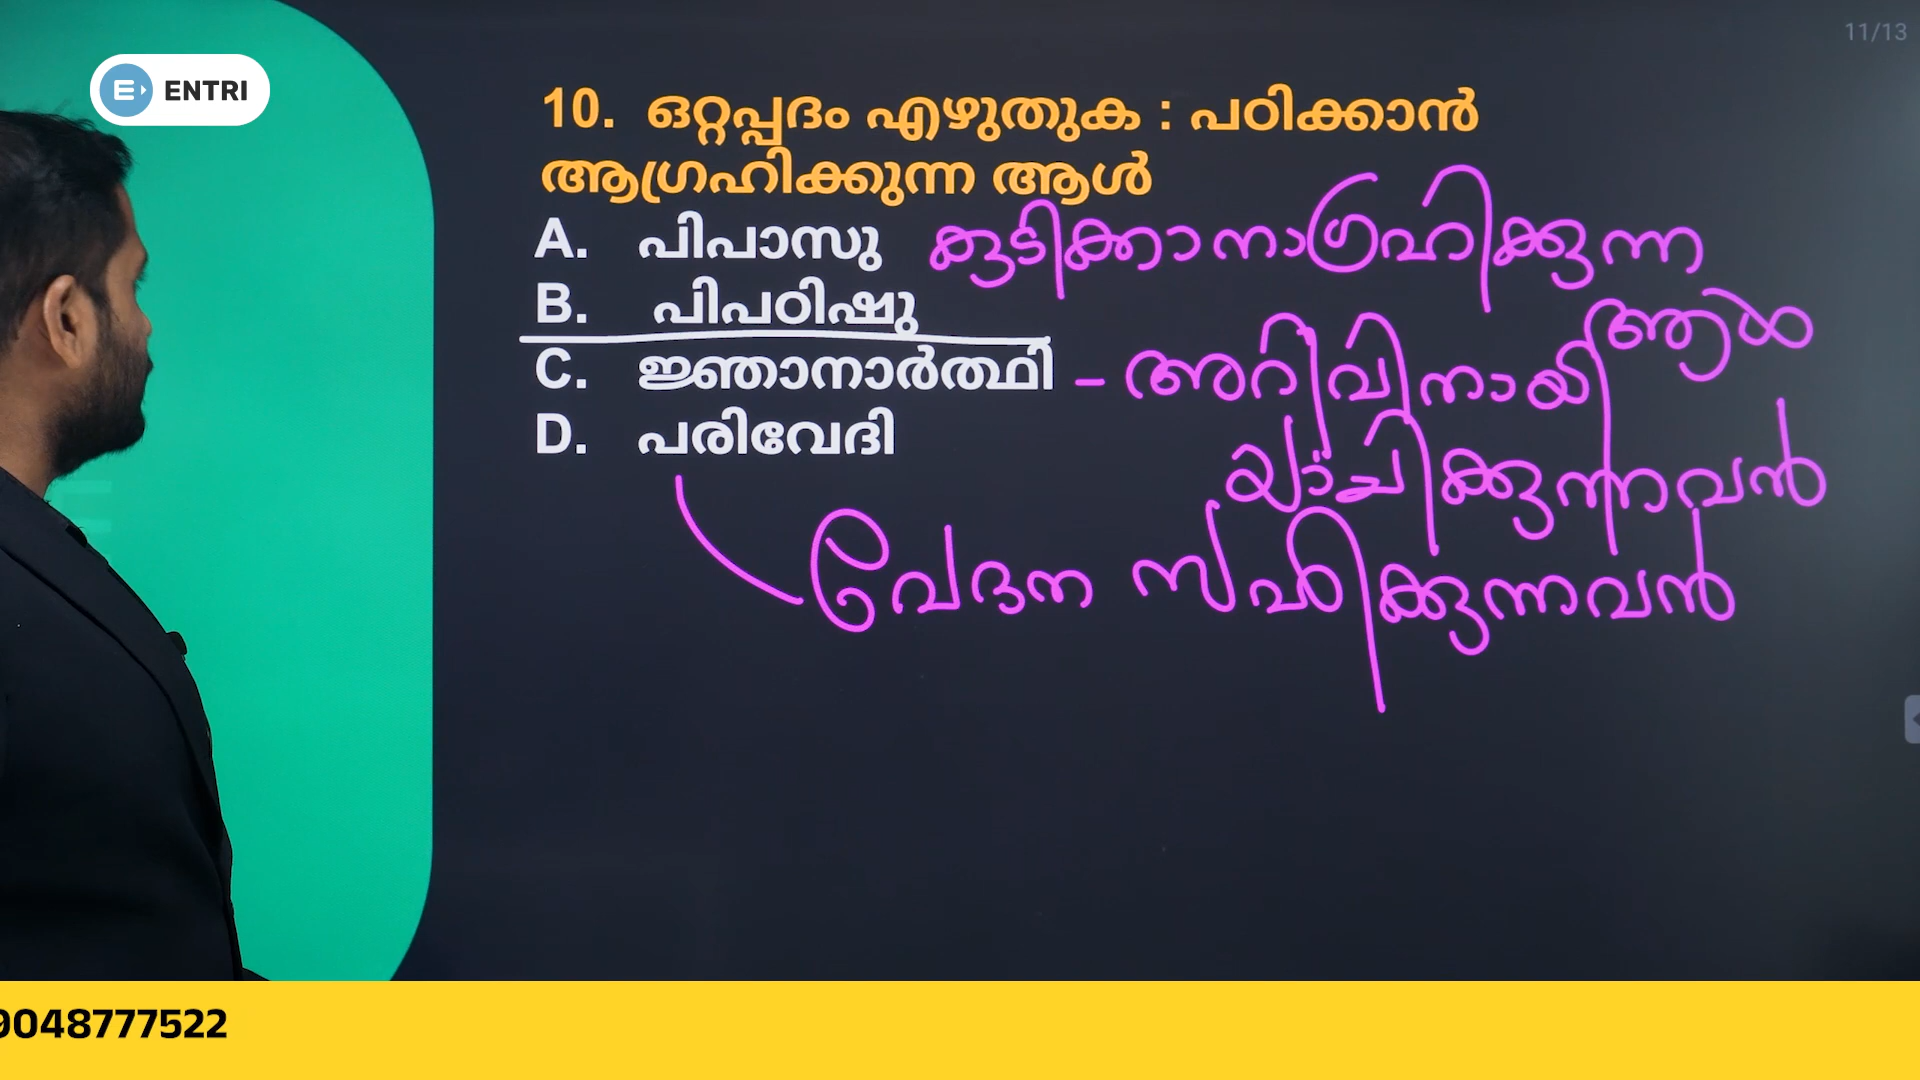 11/13
ENTRI
10. ഒറ്റപ്പദം എഴുതുക : പഠിക്കാൻ
ആഗ്രഹിക്കുന്ന ആൾ
A. പിപാസു കുടിക്കാനാഗ്രഹിക്കുന്ന
ആൾ
B. പിപഠിഷു
C. ജ്ഞാനാർത്ഥി – അറിവിനായി
യാചിക്കുന്നവൻ
D. പരിവേദി
വേദന സഹിക്കുന്നവൻ
9048777522